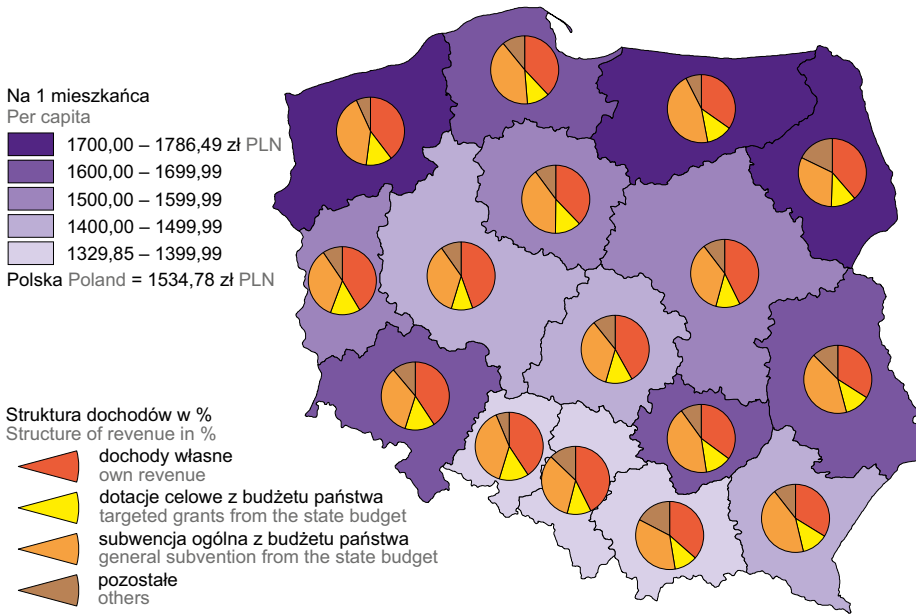 Na 1 mieszkańca
Per capita
1700,00 – 1786,49 zł PLN
1600,00 – 1699,99
1500,00 – 1599,99
1400,00 – 1499,99
1329,85 – 1399,99
Polska Poland = 1534,78 zł PLN
Struktura dochodów w %
Structure of revenue in %
dochody własne
own revenue
dotacje celowe z budżetu państwa
targeted grants from the state budget
subwencja ogólna z budżetu państwa
general subvention from the state budget
pozostałe
others